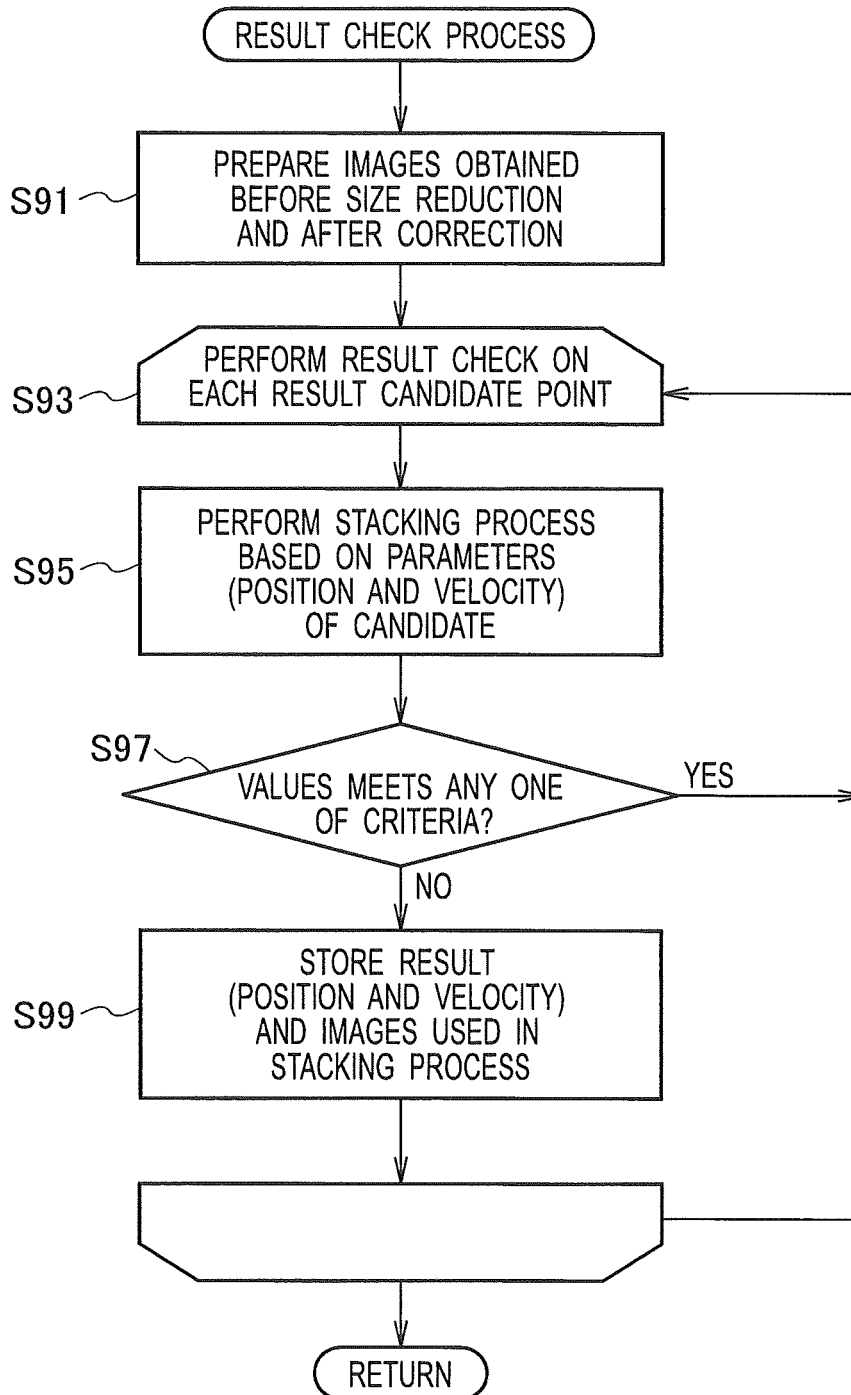 RESULT CHECK PROCESS
S91
PREPARE IMAGES OBTAINED
BEFORE SIZE REDUCTION
AND AFTER CORRECTION
S93
PERFORM RESULT CHECK ON
EACH RESULT CANDIDATE POINT
S95
PERFORM STACKING PROCESS
BASED ON PARAMETERS
(POSITION AND VELOCITY)
OF CANDIDATE
S97
VALUES MEETS ANY ONE
OF CRITERIA?
YES
NO
S99
STORE RESULT
(POSITION AND VELOCITY)
AND IMAGES USED IN
STACKING PROCESS
RETURN